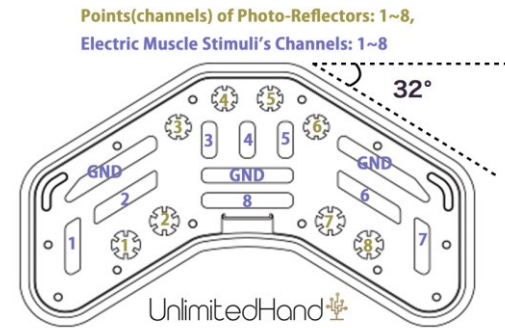 Points(channels) of Photo-Reflectors: 1~8,
Electric Muscle Stimuli's Channels: 1~8
32°
4 5
3 6
3 4 5
GND GND
GND
2 6
8
2 7
1 1 8 7
UnlimitedHand